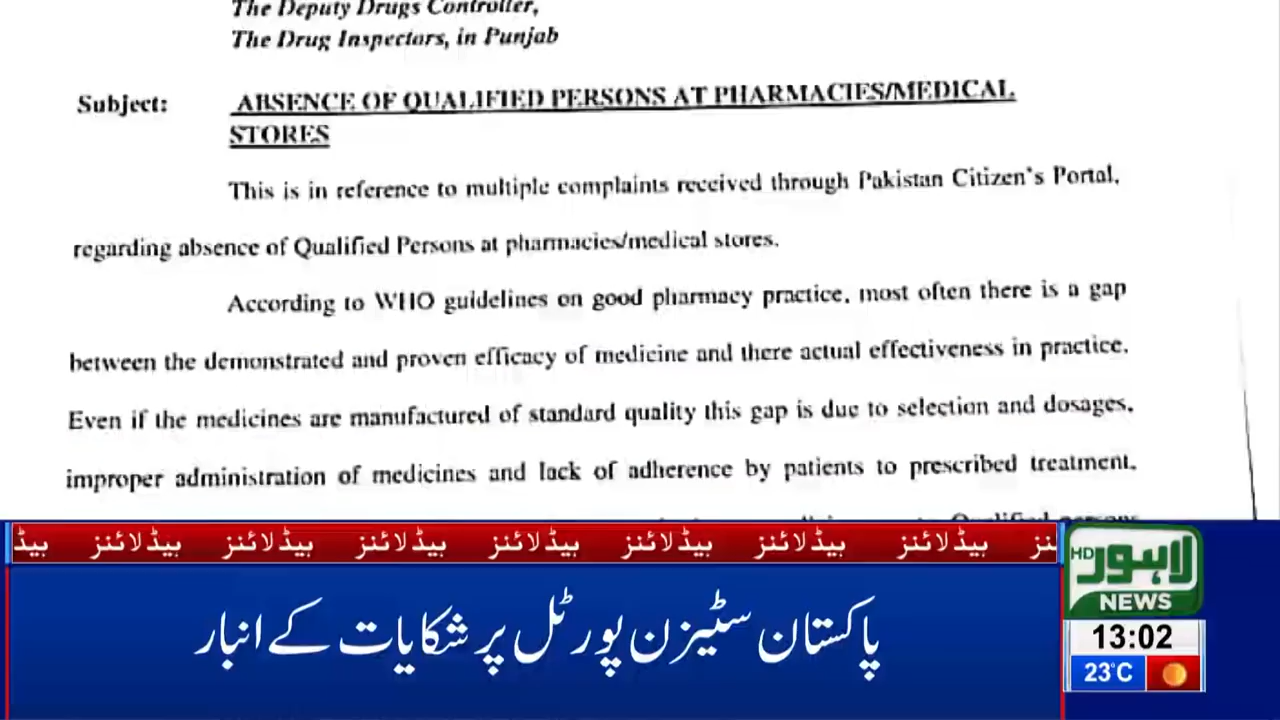 The Deputy Drugs Controller,
The Drug Inspectors, in Punjab
Subject: ABSENCE OF QUALIFIED PERSONS AT PHARMACIES/MEDICAL
STORES
This is in reference to multiple complaints received through Pakistan Citizen's Portal,
regarding absence of Qualified Persons at pharmacies/medical stores.
According to WHO guidelines on good pharmacy practice, most often there is a gap
between the demonstrated and proven efficacy of medicine and there actual effectiveness in practice.
Even if the medicines are manufactured of standard quality this gap is due to selection and dosages,
improper administration of medicines and lack of adherence by patients to prescribed treatment.
ہیڈلائنز ہیڈلائنز ہیڈلائنز ہیڈلائنز ہیڈلائنز ہیڈلائنز ہیڈلائنز
پاکستان سٹیزن پورٹل پر شکایات کے انبار
HD لاہور
NEWS
13:02
23°C